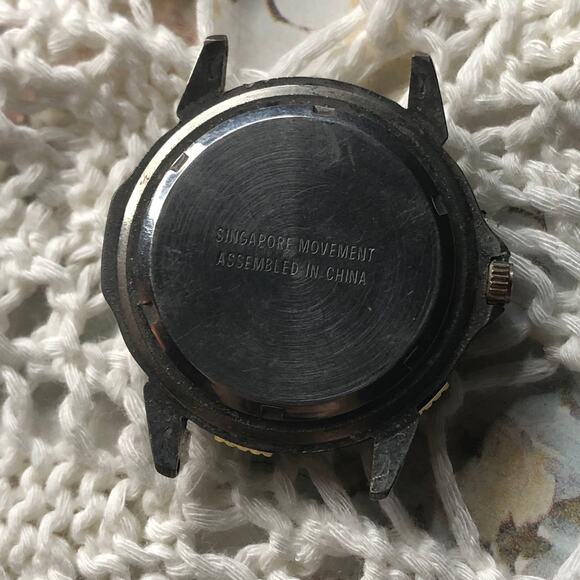 SINGAPORE MOVEMENT
ASSEMBLED IN CHINA